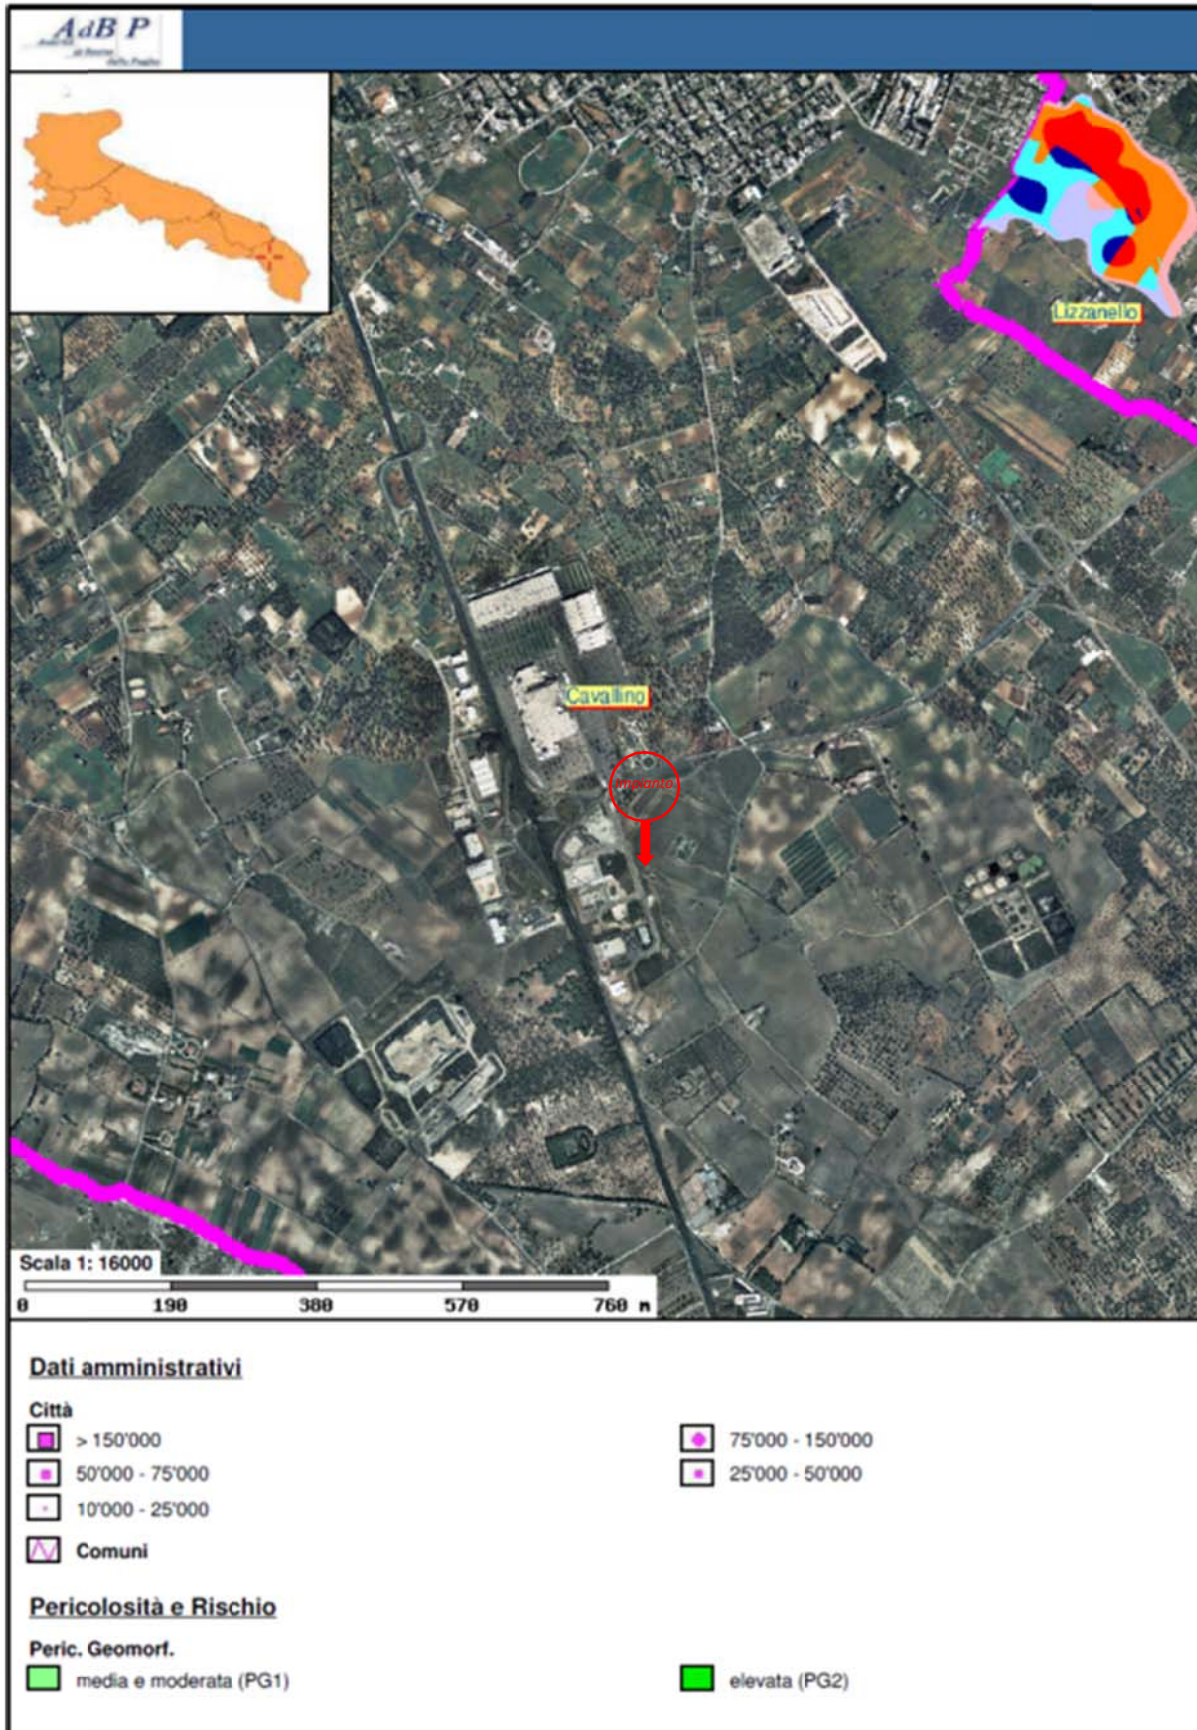 AdB P
della Puglia
Lizzanello
Cavallino
Impianto
Scala 1: 16000
0 190 380 570 760 m
Dati amministrativi
Città
> 150'000
75'000 - 150'000
50'000 - 75'000
25'000 - 50'000
10'000 - 25'000
Comuni
Pericolosità e Rischio
Peric. Geomorf.
media e moderata (PG1)
elevata (PG2)